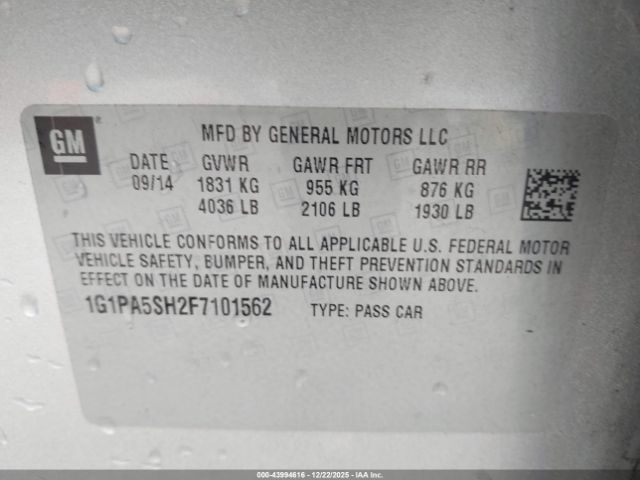 GM
MFD BY GENERAL MOTORS LLC
DATE GVWR GAWR FRT GAWR RR
09/14 1831 KG 955 KG 876 KG
4036 LB 2106 LB 1930 LB
THIS VEHICLE CONFORMS TO ALL APPLICABLE U.S. FEDERAL MOTOR
VEHICLE SAFETY, BUMPER, AND THEFT PREVENTION STANDARDS IN
EFFECT ON THE DATE OF MANUFACTURE SHOWN ABOVE.
1G1PA5SH2F7101562 TYPE: PASS CAR
000-43994616 - 12/22/2025 - IAAI.COM